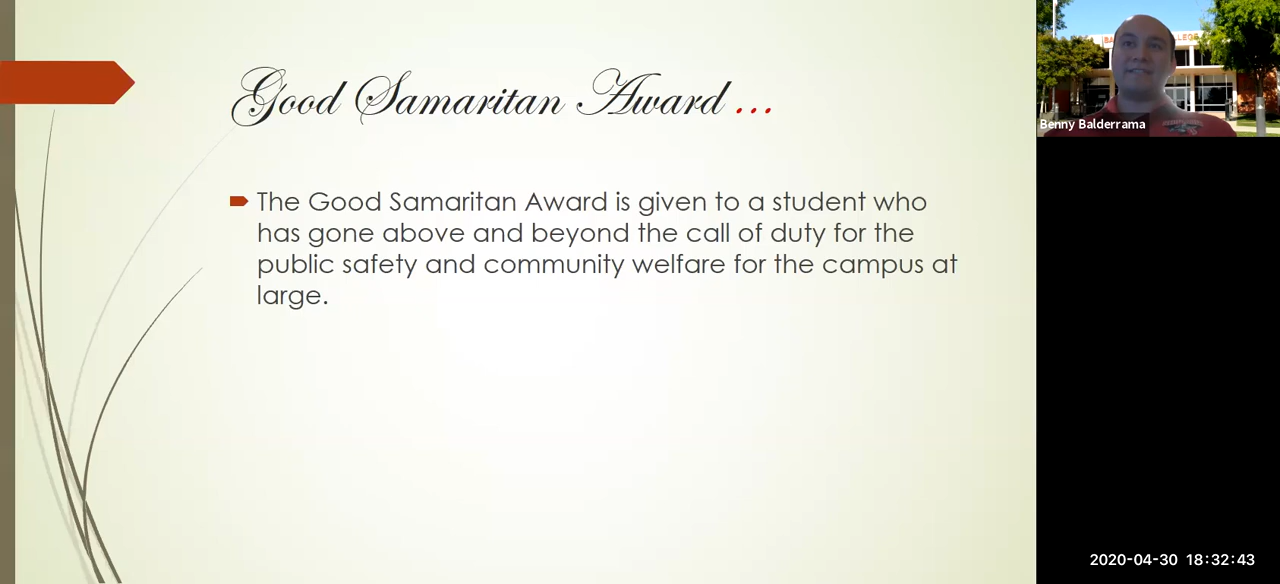 Good Samaritan Award ...
The Good Samaritan Award is given to a student who
has gone above and beyond the call of duty for the
public safety and community welfare for the campus at
large.
Benny Balderrama
2020-04-30 18:32:43